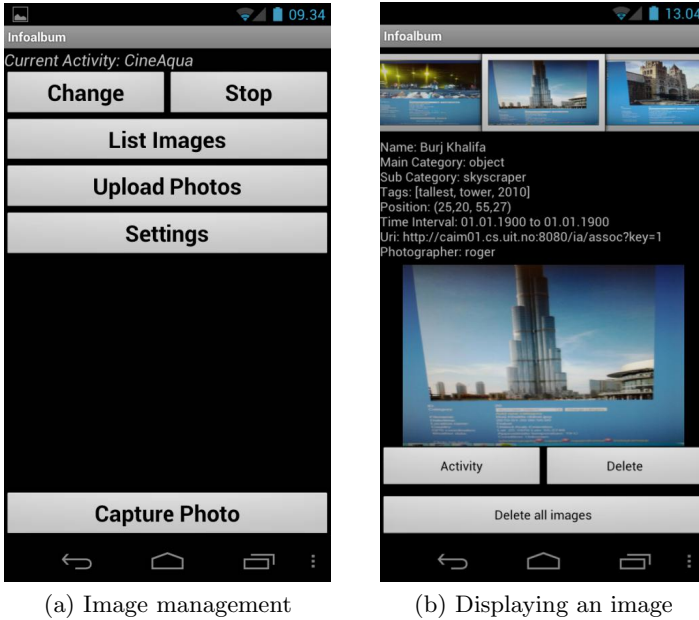 09.34
Infoalbum
Current Activity: CineAqua
Change
Stop
List Images
Upload Photos
Settings
Capture Photo
(a) Image management
13.04
Infoalbum
Name: Burj Khalifa
Main Category: object
Sub Category: skyscraper
Tags: [tallest, tower, 2010]
Position: (25,20, 55,27)
Time Interval: 01.01.1900 to 01.01.1900
Uri: http://caim01.cs.uit.no:8080/ia/assoc?key=1
Photographer: roger
Activity
Delete
Delete all images
(b) Displaying an image